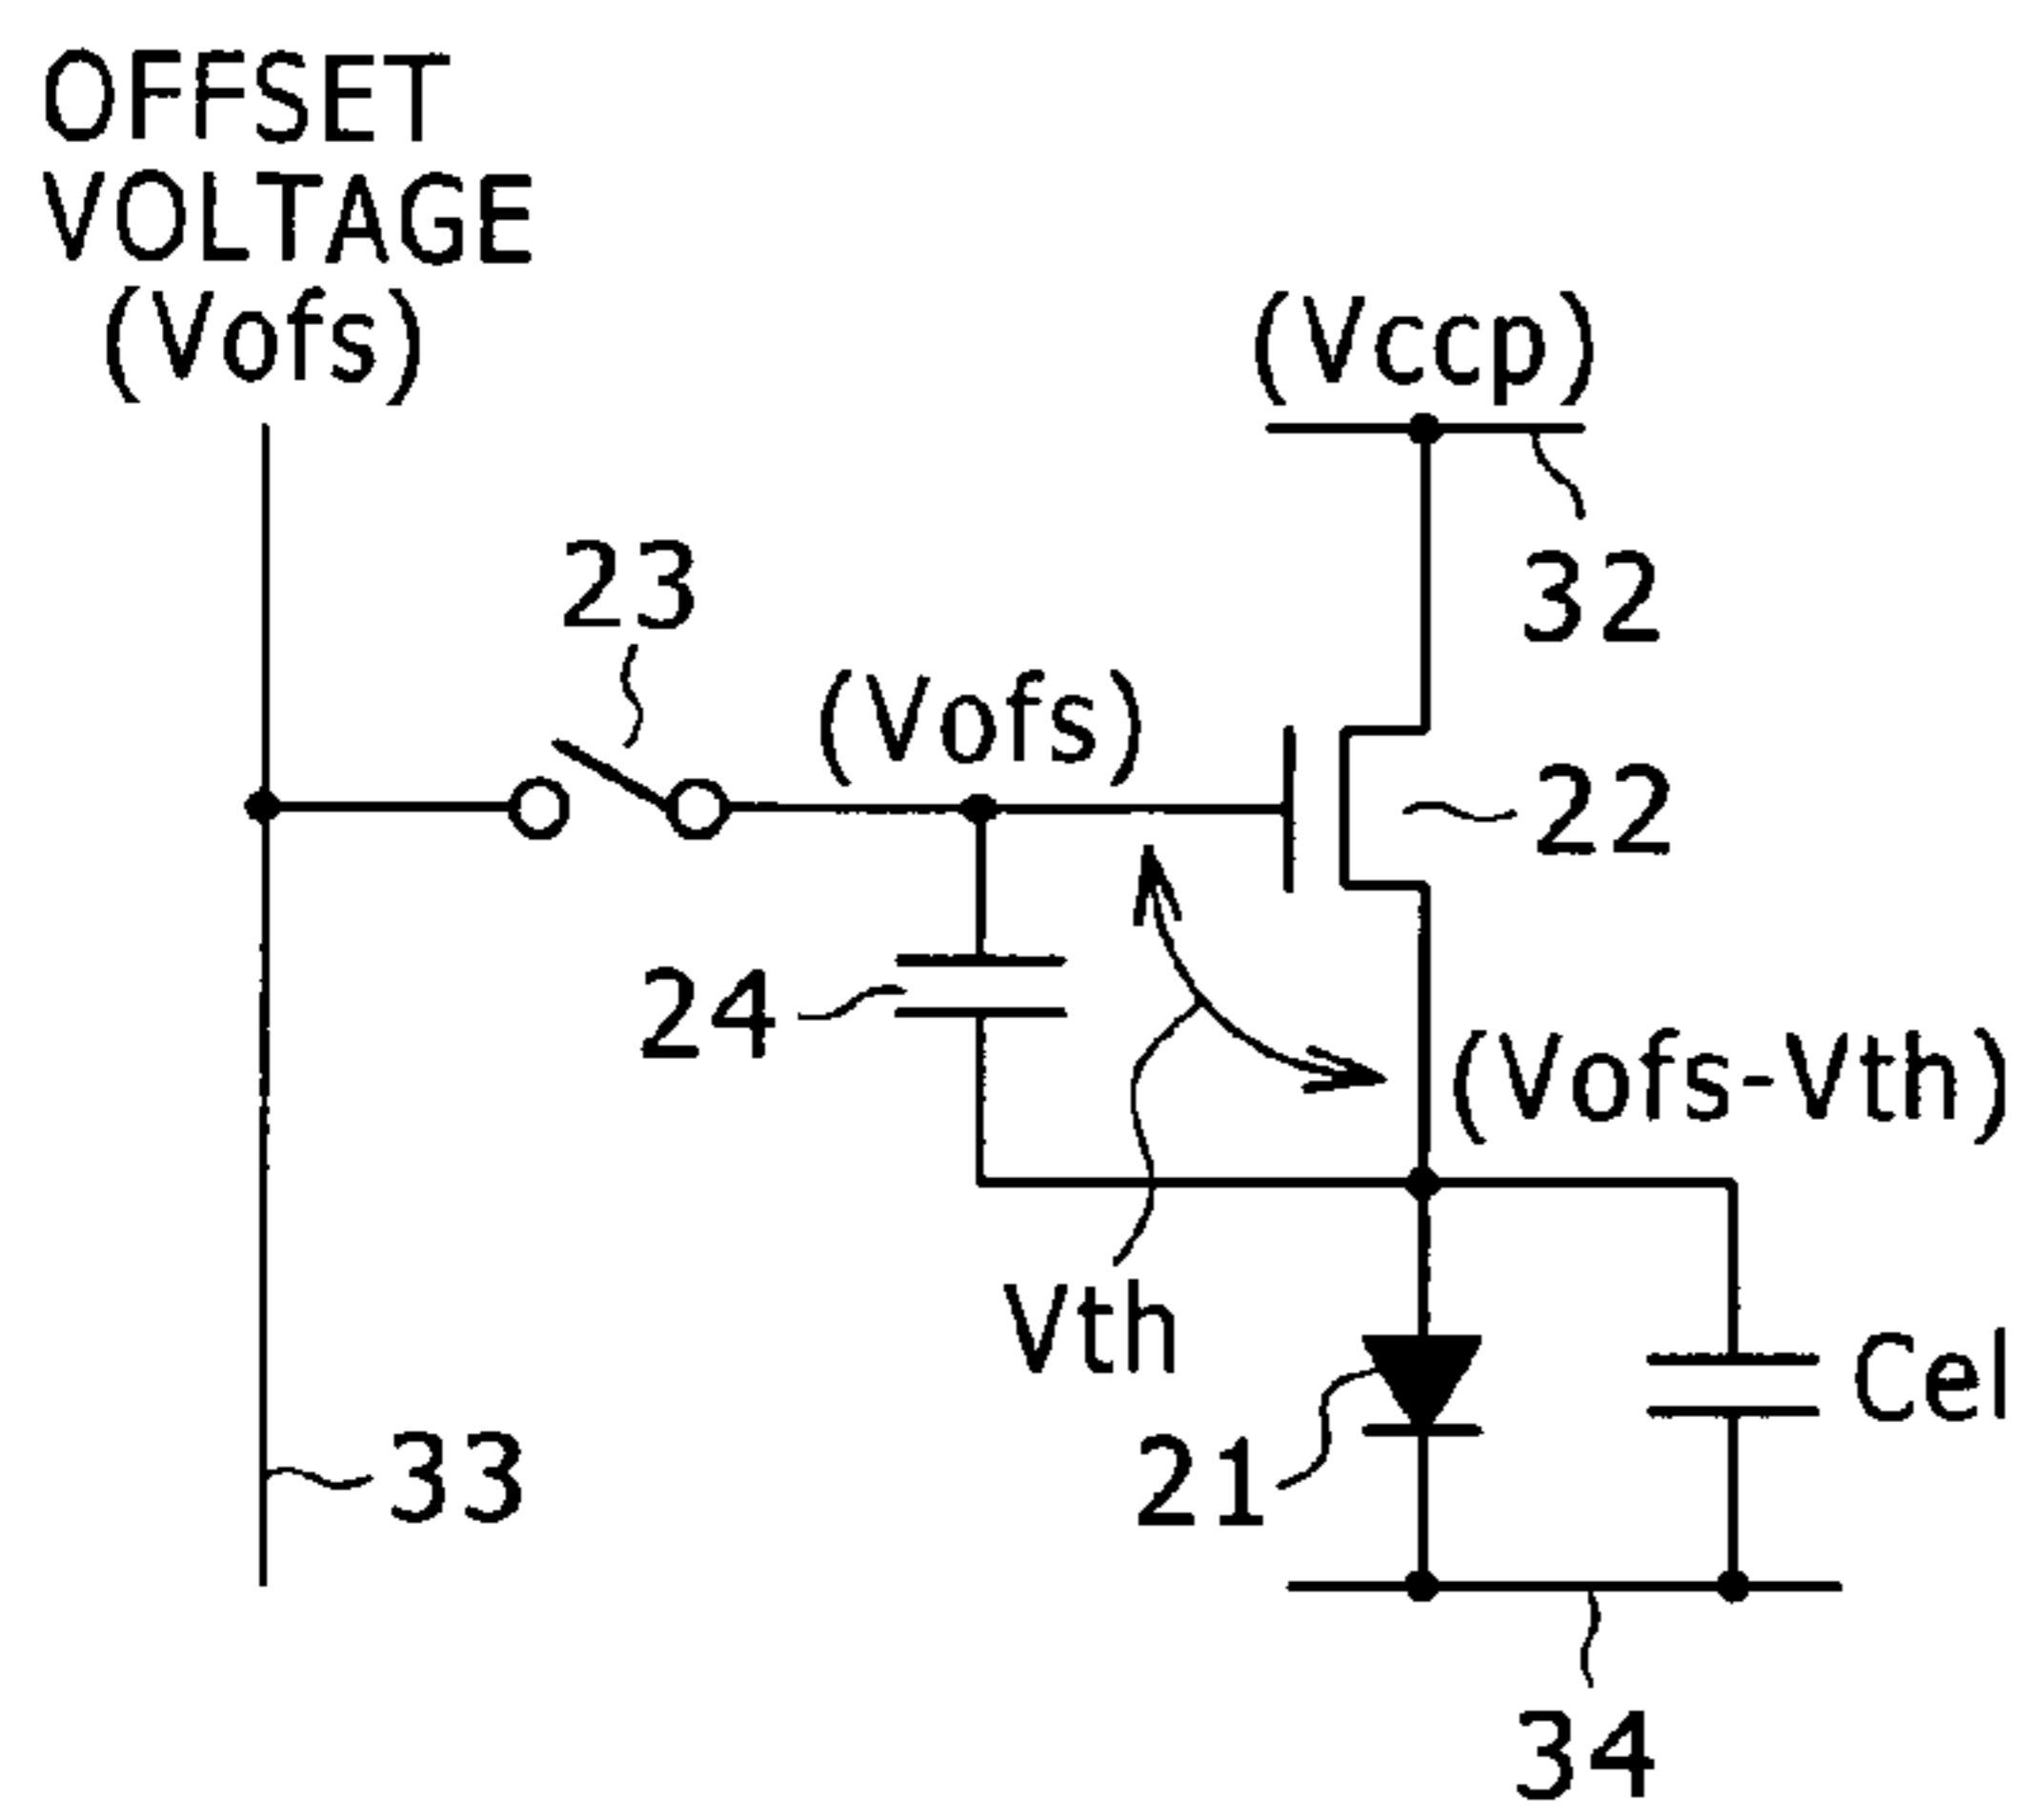 OFFSET
VOLTAGE
(Vofs)
(Vccp)
32
23
(Vofs)
22
24
(Vofs-Vth)
Vth
Cel
21
33
34